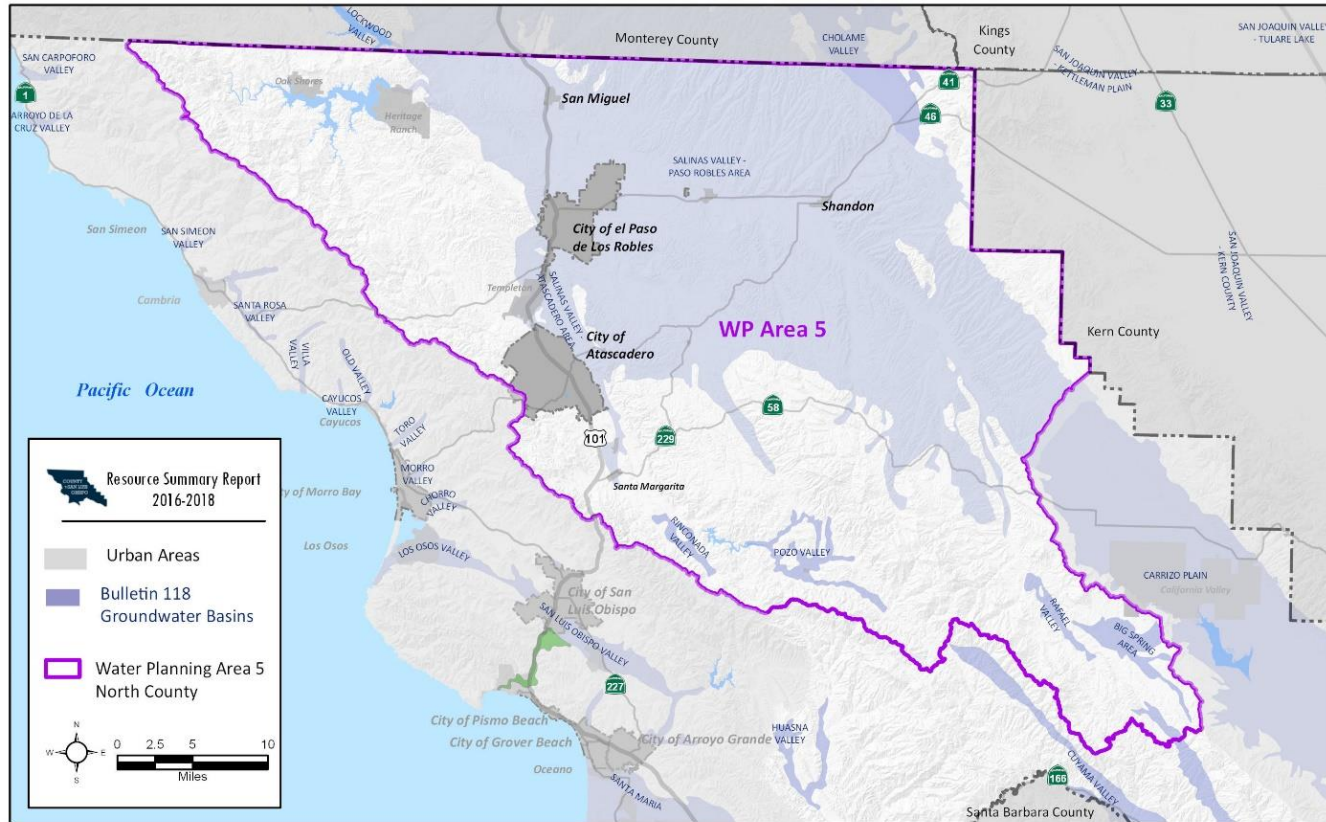 LOCKWOOD
VALLEY
Monterey County
CHOLAME
VALLEY
Kings
County
SAN JOAQUIN VALLEY
- TULARE LAKE
SAN JOAQUIN VALLEY
- KETTLEMAN PLAIN
SAN CARPOFORO
VALLEY
1
ARROYO DE LA
CRUZ VALLEY
Oak Shores
Heritage
Ranch
San Miguel
41
46
33
SALINAS VALLEY -
PASO ROBLES AREA
Shandon
City of el Paso
de Los Robles
San Simeon
SAN SIMEON
VALLEY
Templeton
SALINAS VALLEY -
ATASCADERO AREA
SAN JOAQUIN VALLEY
- KERN COUNTY
Cambria
SANTA ROSA
VALLEY
City of
Atascadero
WP Area 5
Kern County
VILLA
VALLEY
OLD VALLEY
Pacific Ocean
CAYUCOS
VALLEY
Cayucos
TORO
VALLEY
58
101
229
MORRO
VALLEY
Santa Margarita
City of Morro Bay
CHORRO
VALLEY
Los Osos
LOS OSOS VALLEY
RINCONADA
VALLEY
POZO VALLEY
CARRIZO PLAIN
California Valley
City of San
Luis Obispo
SAN LUIS OBISPO VALLEY
RAFAEL
VALLEY
BIG SPRING
AREA
227
City of Pismo Beach
City of Grover Beach
City of Arroyo Grande
HUASNA
VALLEY
Oceano
SANTA MARIA
CUYAMA VALLEY
166
Santa Barbara County
COUNTY
OF SAN LUIS
OBISPO
Resource Summary Report
2016-2018
Urban Areas
Bulletin 118
Groundwater Basins
Water Planning Area 5
North County
N
W E
S
0 2.5 5 10
Miles